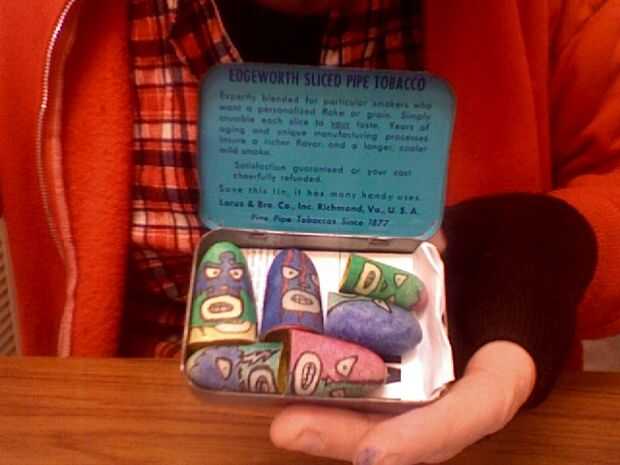 EDGEWORTH SLICED PIPE TOBACCO
Expertly blended for particular smokers who
want a personalized flake or grain. Simply
crumble each slice to your taste. Years of
aging and unique manufacturing processes
insure a richer flavor and a longer, cooler
mild smoke.
Satisfaction guaranteed or your cost
cheerfully refunded.
Save this tin, it has many handy uses.
Larus & Bro. Co., Inc. Richmond, Va., U. S. A.
Fine Pipe Tobaccos Since 1877